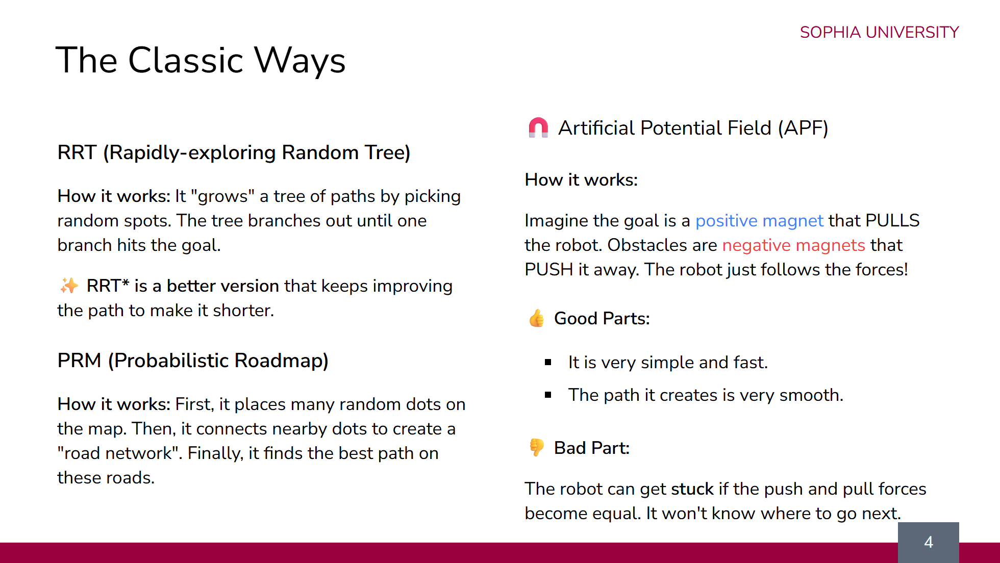 SOPHIA UNIVERSITY
The Classic Ways
RRT (Rapidly-exploring Random Tree)
How it works: It "grows" a tree of paths by picking
random spots. The tree branches out until one
branch hits the goal.
✨ RRT* is a better version that keeps improving
the path to make it shorter.
PRM (Probabilistic Roadmap)
How it works: First, it places many random dots on
the map. Then, it connects nearby dots to create a
"road network". Finally, it finds the best path on
these roads.
🧲 Artificial Potential Field (APF)
How it works:
Imagine the goal is a positive magnet that PULLS
the robot. Obstacles are negative magnets that
PUSH it away. The robot just follows the forces!
👍 Good Parts:
▪ It is very simple and fast.
▪ The path it creates is very smooth.
👎 Bad Part:
The robot can get stuck if the push and pull forces
become equal. It won't know where to go next.
4